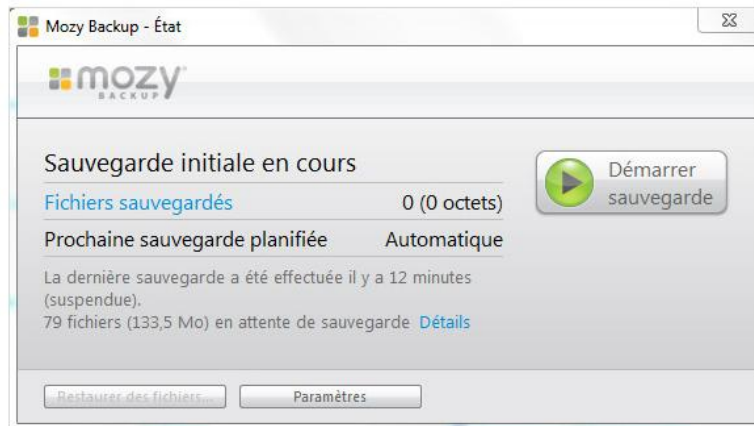 Mozy Backup - État
mozy
BACKUP
Sauvegarde initiale en cours
Démarrer
sauvegarde
Fichiers sauvegardés 0 (0 octets)
Prochaine sauvegarde planifiée Automatique
La dernière sauvegarde a été effectuée il y a 12 minutes
(suspendue).
79 fichiers (133,5 Mo) en attente de sauvegarde Détails
Restaurer des fichiers... Paramètres